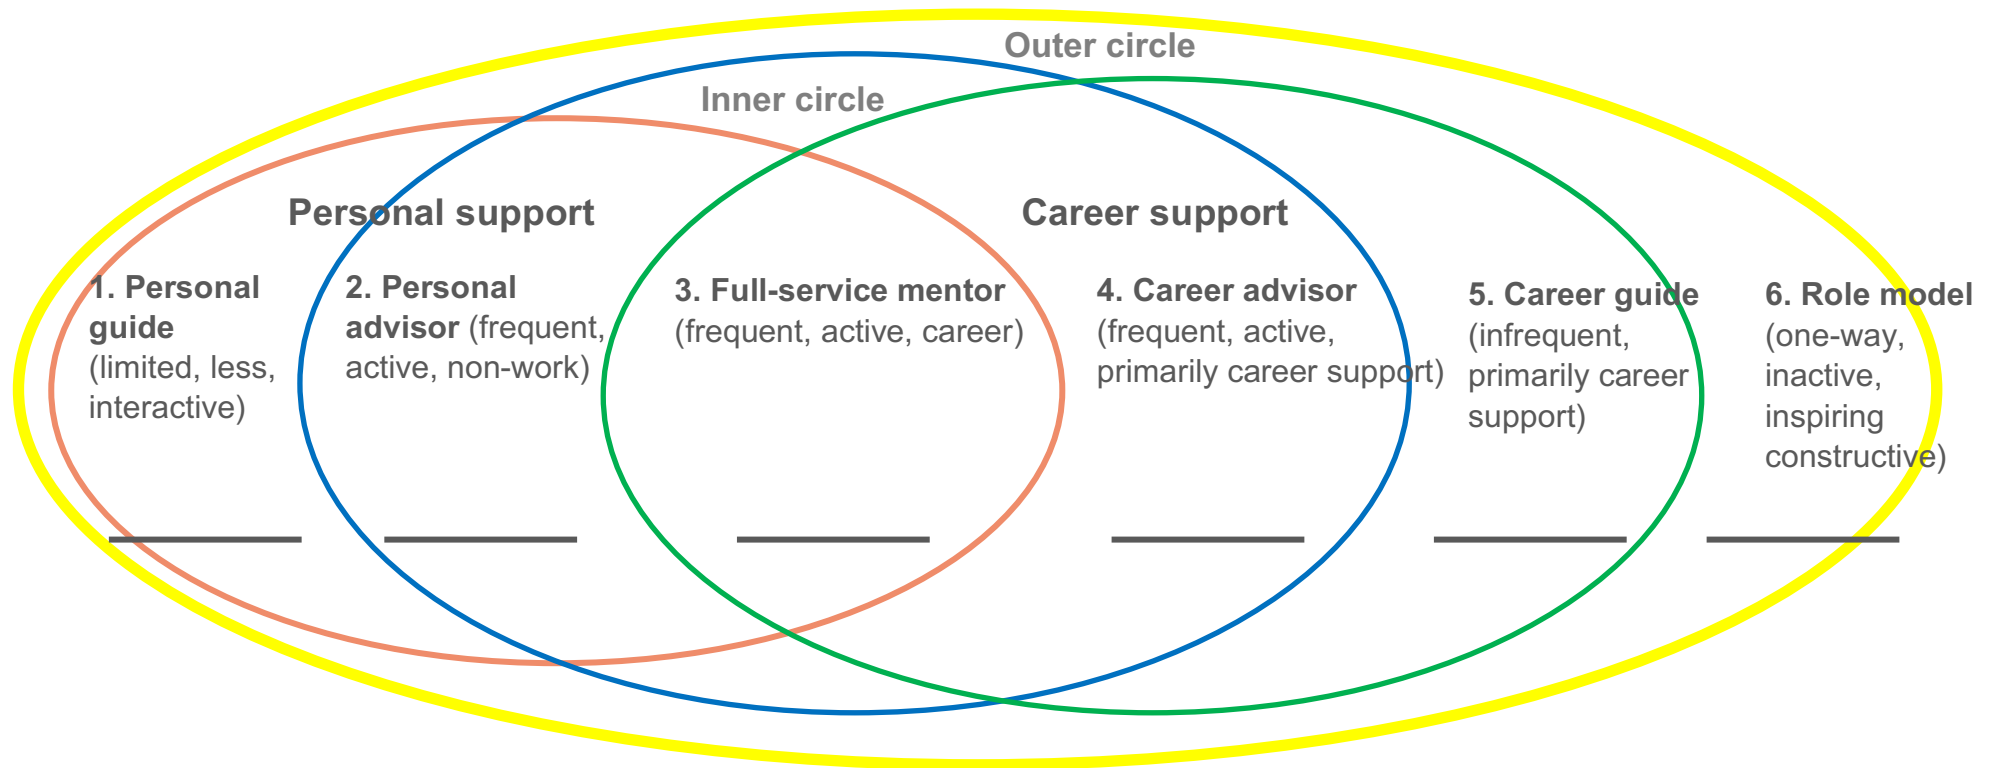 Outer circle
Inner circle
Personal support
Career support
1. Personal
guide
(limited, less,
interactive)
2. Personal
advisor (frequent,
active, non-work)
3. Full-service mentor
(frequent, active, career)
4. Career advisor
(frequent, active,
primarily career support)
5. Career guide
(infrequent,
primarily career
support)
6. Role model
(one-way,
inactive,
inspiring
constructive)